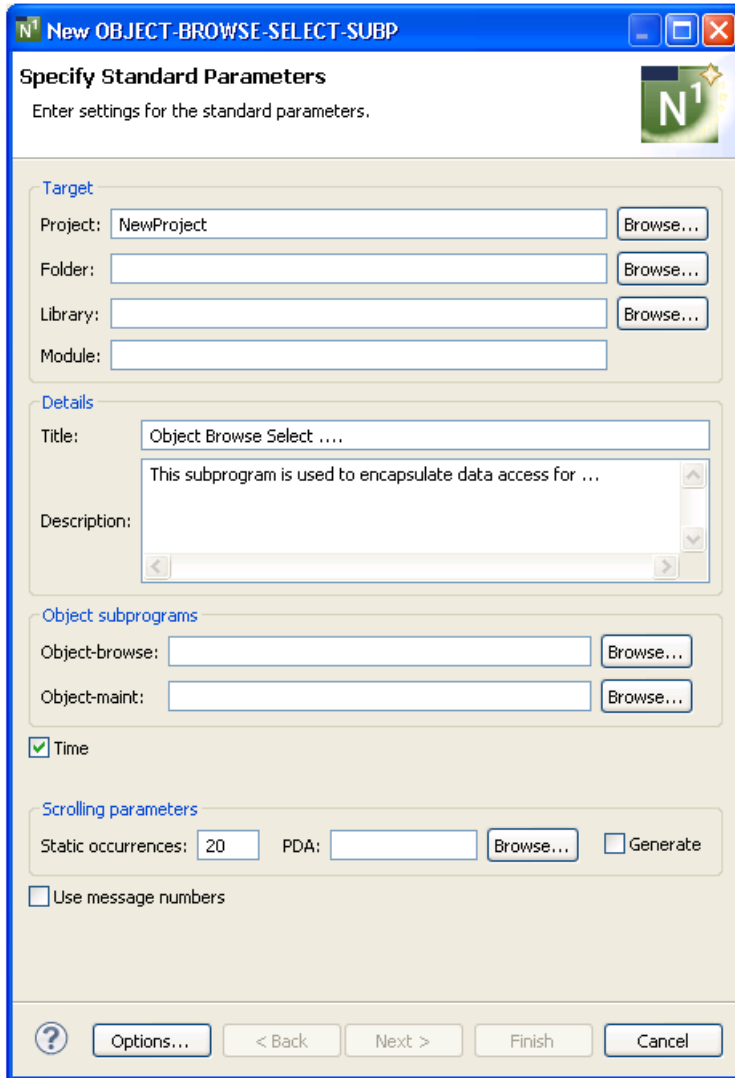 N1 New OBJECT-BROWSE-SELECT-SUBP
Specify Standard Parameters
Enter settings for the standard parameters.
N1
Target
Project: NewProject Browse...
Folder: Browse...
Library: Browse...
Module:
Details
Title: Object Browse Select ....
This subprogram is used to encapsulate data access for ...
Description:
Object subprograms
Object-browse: Browse...
Object-maint: Browse...
Time
Scrolling parameters
Static occurrences: 20 PDA: Browse... Generate
Use message numbers
? Options... < Back Next > Finish Cancel